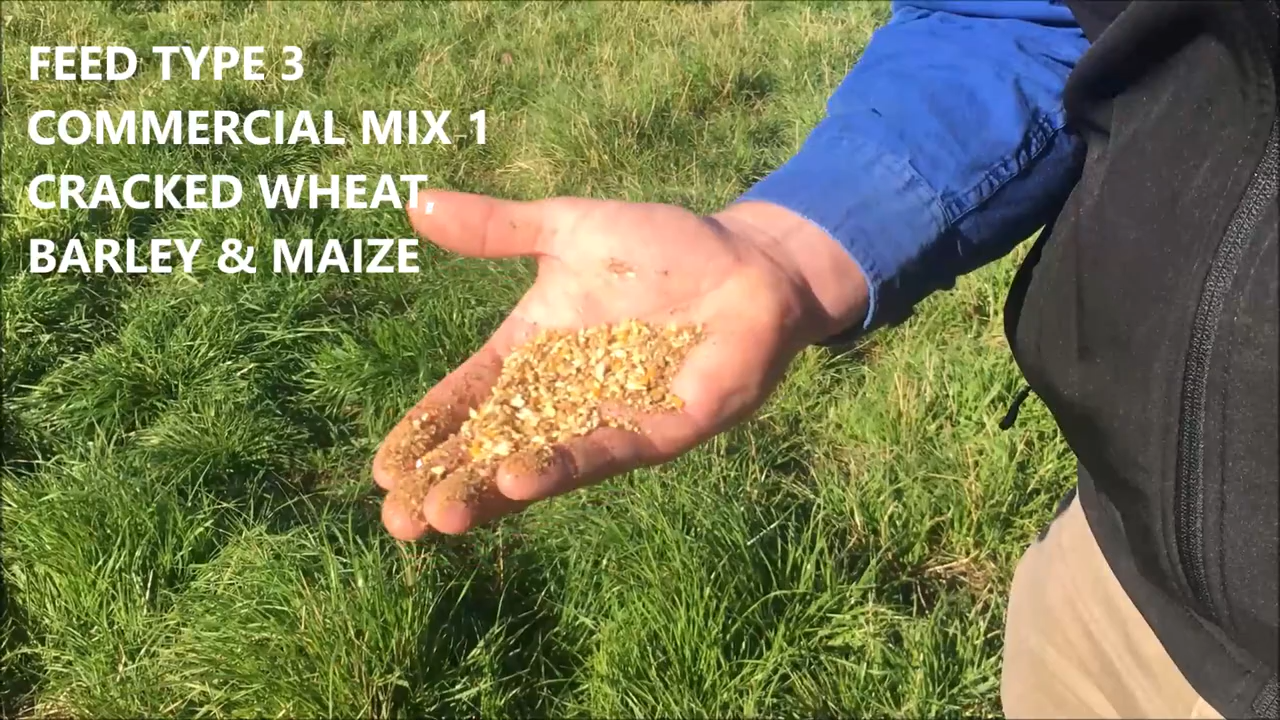 FEED TYPE 3
COMMERCIAL MIX 1
CRACKED WHEAT,
BARLEY & MAIZE